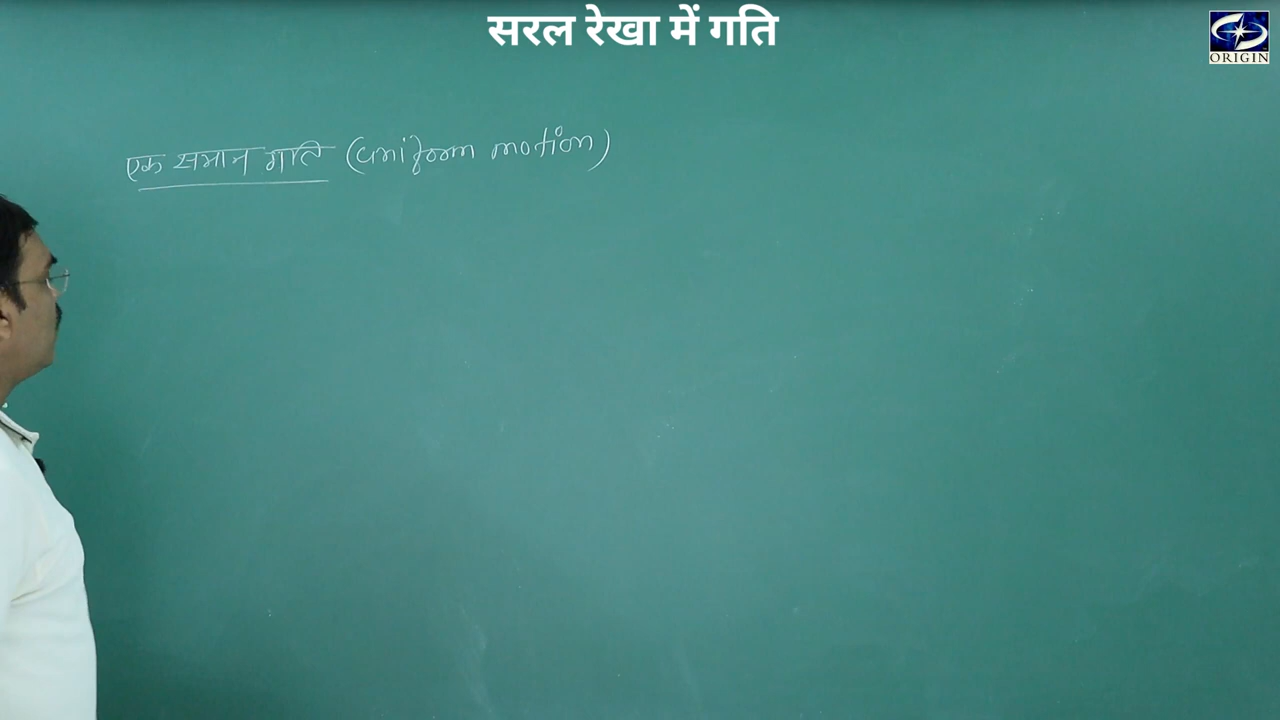 सरल रेखा में गति
ORIGIN
एक समान गति (uniform motion)